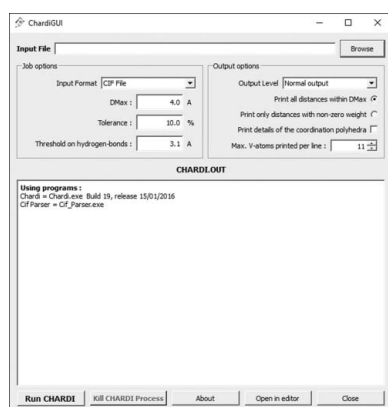 ChardiGUI
Input File
Browse
Job options
Input Format CIF File
DMax : 4.0 A
Tolerance : 10.0 %
Threshold on hydrogen-bonds : 3.1 A
Output options
Output Level Normal output
Print all distances within DMax
Print only distances with non-zero weight
Print details of the coordination polyhedra
Max. V-atoms printed per line : 11
CHARDI.OUT
Using programs :
Chardi = Chardi.exe Build 19, release 15/01/2016
Cif Parser = Cif_Parser.exe
Run CHARDI
Kill CHARDI Process
About
Open in editor
Close